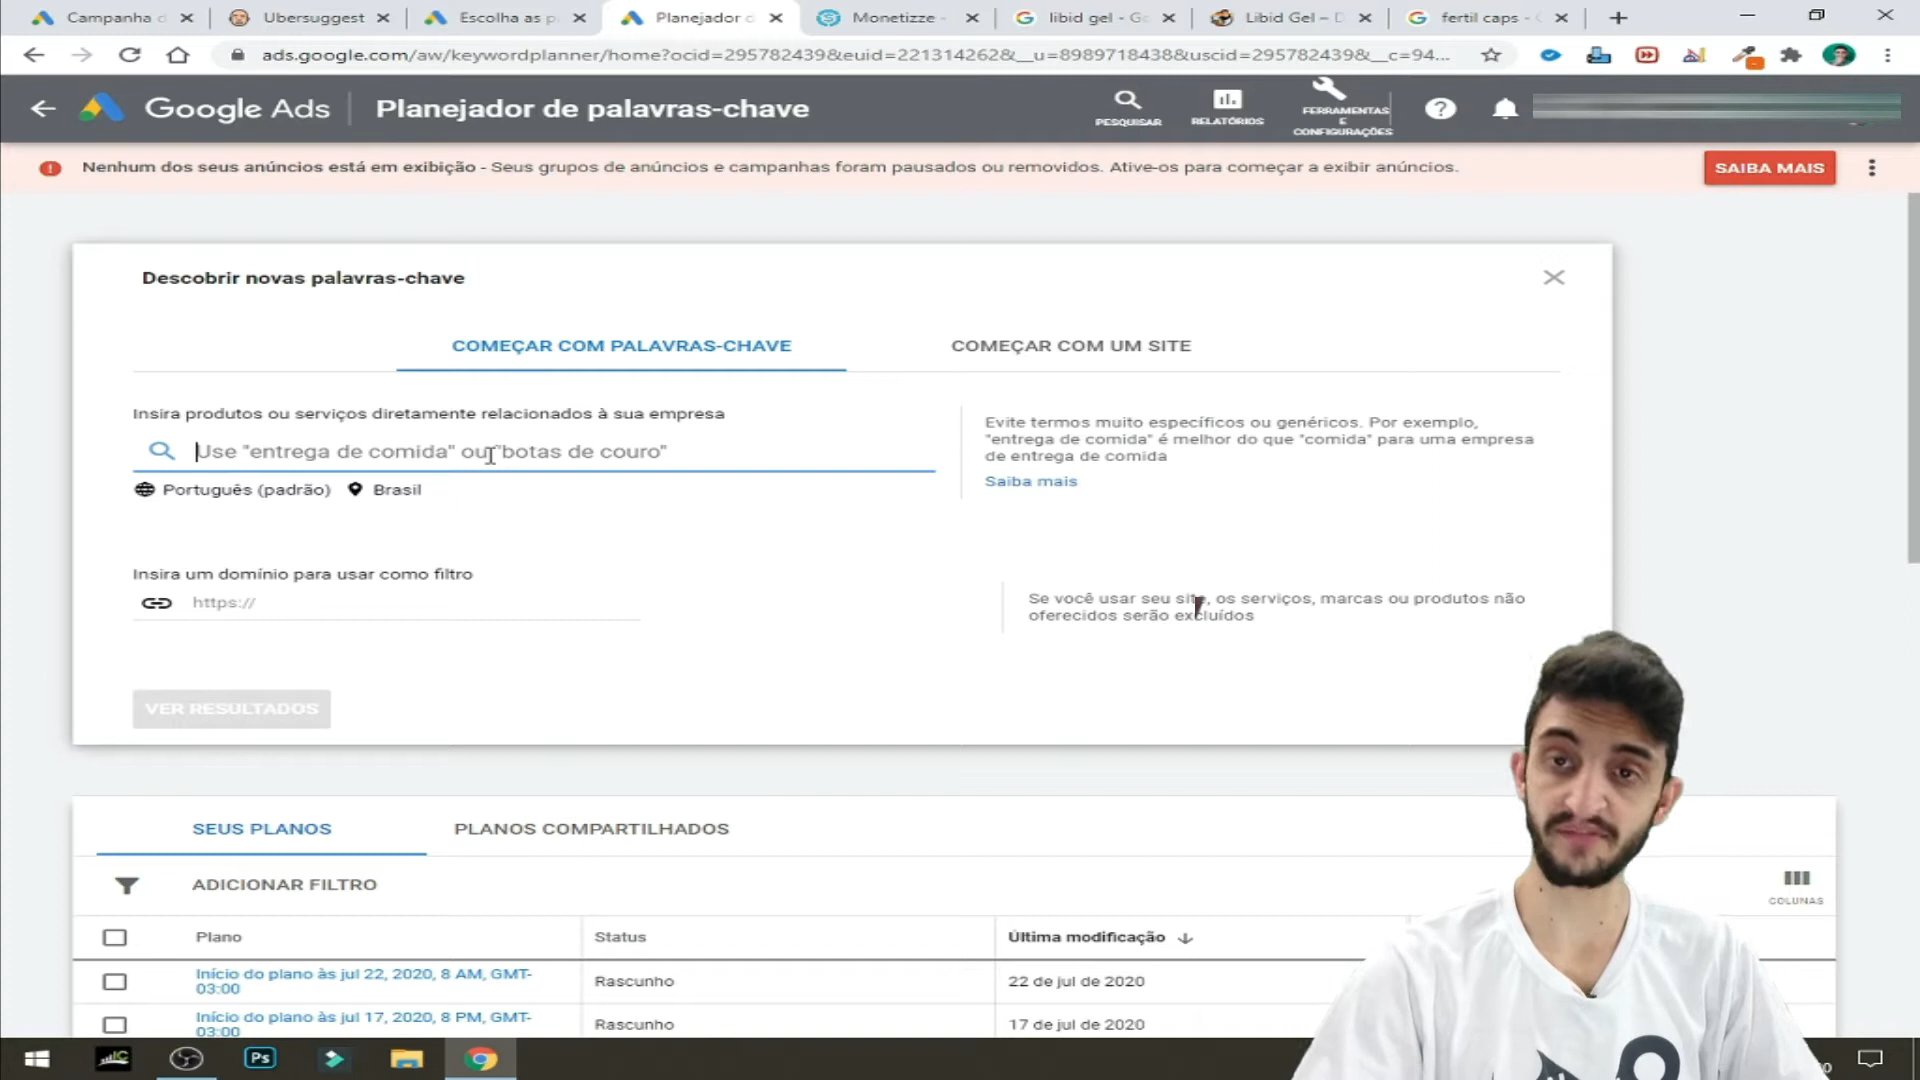 Campanha d
Ubersuggest
Escolha as p
Planejador d
Monetizze -
libid gel - Go
Libid Gel – D
fertil caps - G
ads.google.com/aw/keywordplanner/home?ocid=295782439&euid=221314262&__u=8989718438&uscid=295782439&__c=94...
Google Ads
Planejador de palavras-chave
PESQUISAR
RELATÓRIOS
FERRAMENTAS
E
CONFIGURAÇÕES
Nenhum dos seus anúncios está em exibição - Seus grupos de anúncios e campanhas foram pausados ou removidos. Ative-os para começar a exibir anúncios.
SAIBA MAIS
Descobrir novas palavras-chave
COMEÇAR COM PALAVRAS-CHAVE
COMEÇAR COM UM SITE
Insira produtos ou serviços diretamente relacionados à sua empresa
Use "entrega de comida" ou "botas de couro"
Português (padrão)
Brasil
Evite termos muito específicos ou genéricos. Por exemplo,
"entrega de comida" é melhor do que "comida" para uma empresa
de entrega de comida
Saiba mais
Insira um domínio para usar como filtro
https://
Se você usar seu site, os serviços, marcas ou produtos não
oferecidos serão excluídos
VER RESULTADOS
SEUS PLANOS
PLANOS COMPARTILHADOS
ADICIONAR FILTRO
COLUNAS
Plano
Status
Última modificação
Início do plano às jul 22, 2020, 8 AM, GMT-
03:00
Rascunho
22 de jul de 2020
Início do plano às jul 17, 2020, 8 PM, GMT-
03:00
Rascunho
17 de jul de 2020
Ps